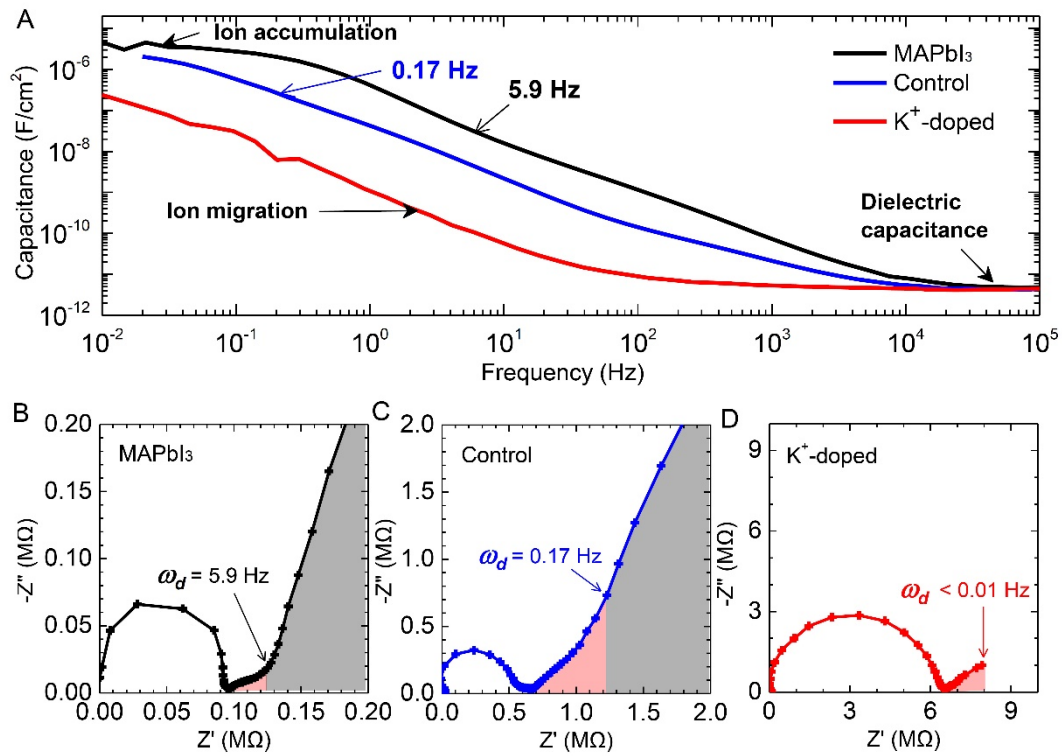 A
Ion accumulation
0.17 Hz
5.9 Hz
MAPbI₃
Control
K⁺-doped
Ion migration
Dielectric
capacitance
Capacitance (F/cm²)
10⁻⁶
10⁻⁸
10⁻¹⁰
10⁻¹²
10⁻² 10⁻¹ 10⁰ 10¹ 10² 10³ 10⁴ 10⁵
Frequency (Hz)
B
MAPbI₃
ω_d = 5.9 Hz
-Z" (MΩ)
0.20
0.15
0.10
0.05
0.00
0.00 0.05 0.10 0.15 0.20
Z' (MΩ)
C
Control
ω_d = 0.17 Hz
-Z" (MΩ)
2.0
1.5
1.0
0.5
0.0
0.0 0.5 1.0 1.5 2.0
Z' (MΩ)
D
K⁺-doped
ω_d < 0.01 Hz
-Z" (MΩ)
9
6
3
0
0 3 6 9
Z' (MΩ)